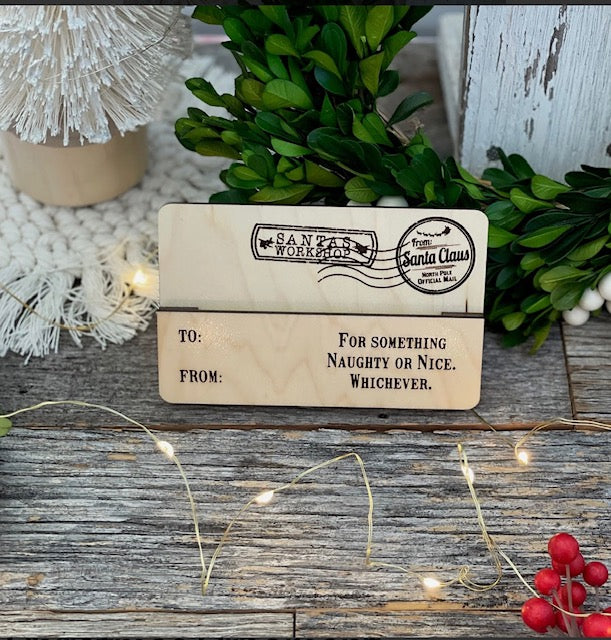 SANTAS
WORKSHOP
From:
Santa Claus
North Pole
Official Mail
To:
From:
For something
Naughty or Nice.
Whichever.